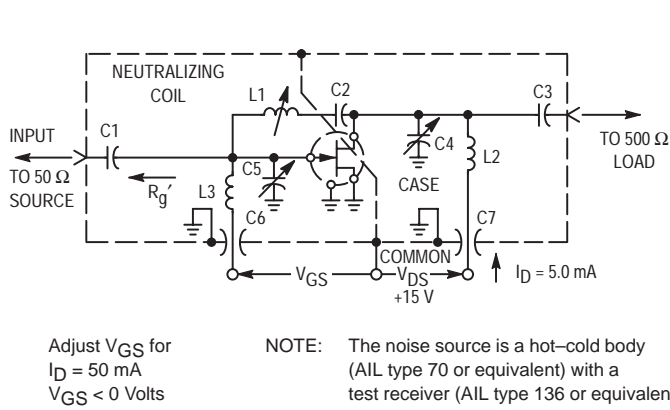 NEUTRALIZING
COIL
L1
C2
C3
INPUT
C1
TO 50 Ω
SOURCE
Rg′
L3
C5
C4
L2
TO 500 Ω
LOAD
CASE
C6
C7
COMMON
VGS
VDS
+15 V
ID = 5.0 mA
Adjust VGS for
ID = 50 mA
VGS < 0 Volts
NOTE: The noise source is a hot–cold body
(AIL type 70 or equivalent) with a
test receiver (AIL type 136 or equivalen